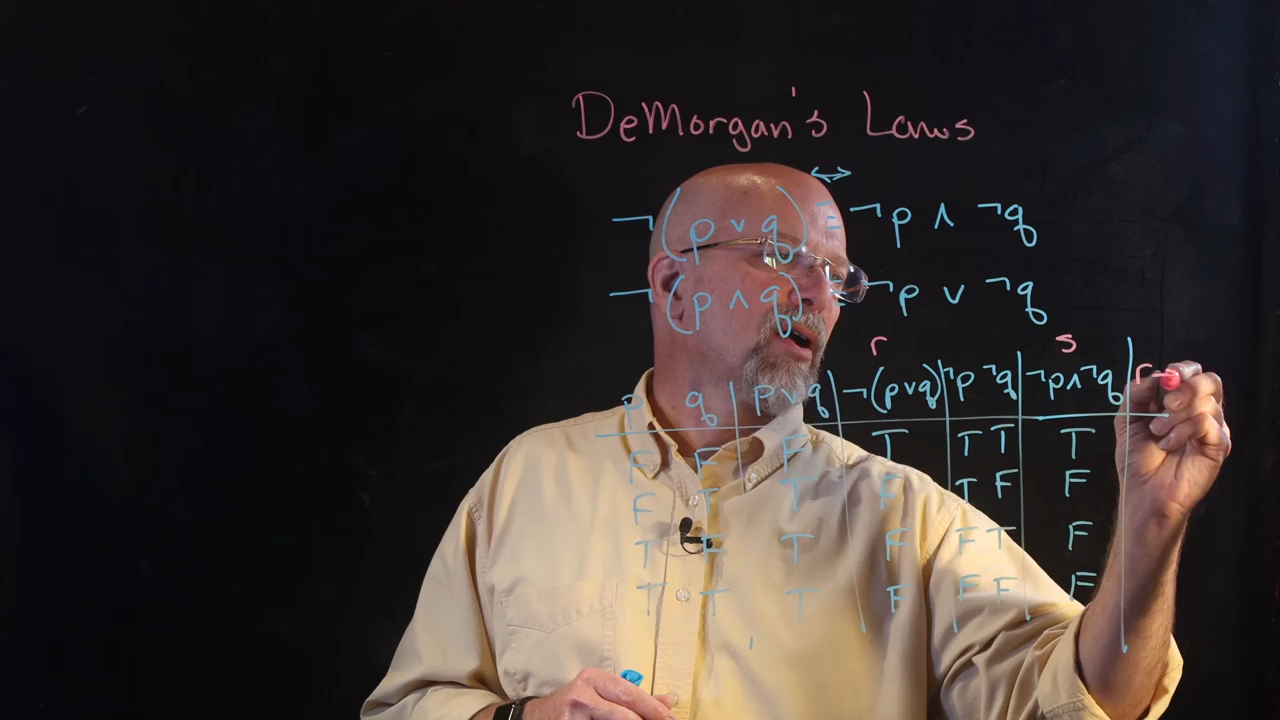 DeMorgan's Laws
↔
¬(p ∨ q) = ¬p ∧ ¬q
¬(p ∧ q) = ¬p ∨ ¬q
r s
p q p ∨ q ¬(p ∨ q) ¬p ¬q ¬p ∧ ¬q r
F F F T T T T
F T T F T F F
T F T F F T F
T T T F F F F